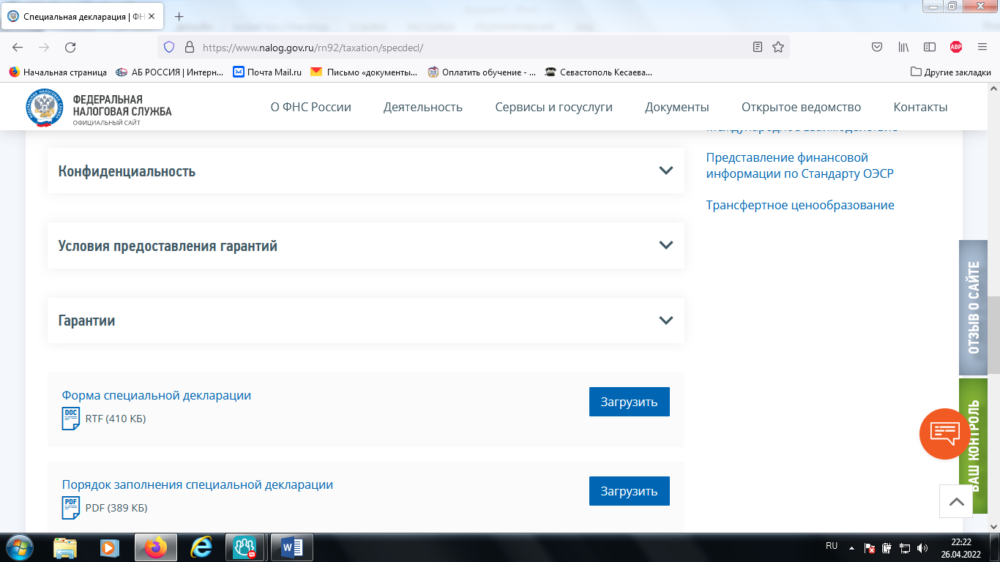 Специальная декларация | ФН
https://www.nalog.gov.ru/rn92/taxation/specdecl/
ABP
Начальная страница
АБ РОССИЯ | Интерн...
Почта Mail.ru
Письмо «документы...
Оплатить обучение - ...
Севастополь Кесаева...
Другие закладки
ФЕДЕРАЛЬНАЯ
НАЛОГОВАЯ СЛУЖБА
ОФИЦИАЛЬНЫЙ САЙТ
О ФНС России
Деятельность
Сервисы и госуслуги
Документы
Открытое ведомство
Контакты
Международное взаимодействие
Представление финансовой
информации по Стандарту ОЭСР
Трансфертное ценообразование
Конфиденциальность
Условия предоставления гарантий
Гарантии
Форма специальной декларации
DOC
RTF (410 КБ)
Загрузить
Порядок заполнения специальной декларации
PDF
PDF (389 КБ)
Загрузить
ОТЗЫВ О САЙТЕ
ВАШ КОНТРОЛЬ
RU
22:22
26.04.2022